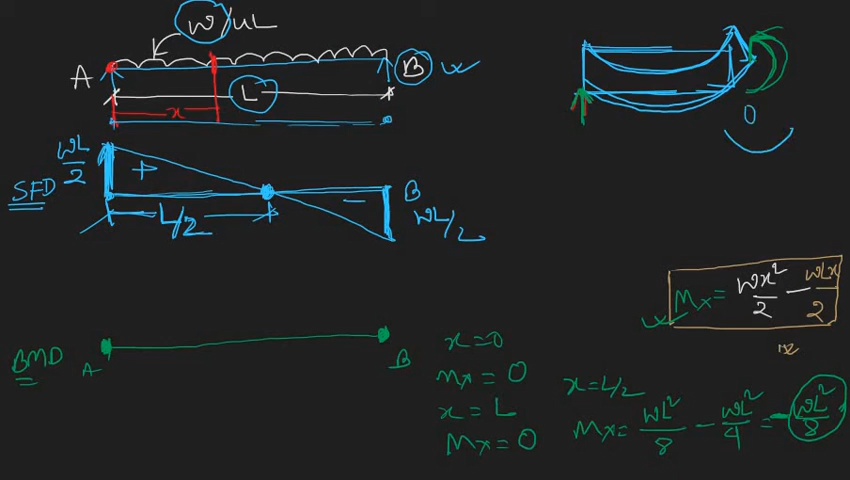 w/uL
A
B
L
x
wL/2
SFD
+
-
B
L/2
wL/2
0
Mx = wx²/2 - wLx/2
BMD
A
B
x=0
Mx = 0
x = L
Mx = 0
x = L/2
Mx = wL²/8 - wL²/4 = - wL²/8